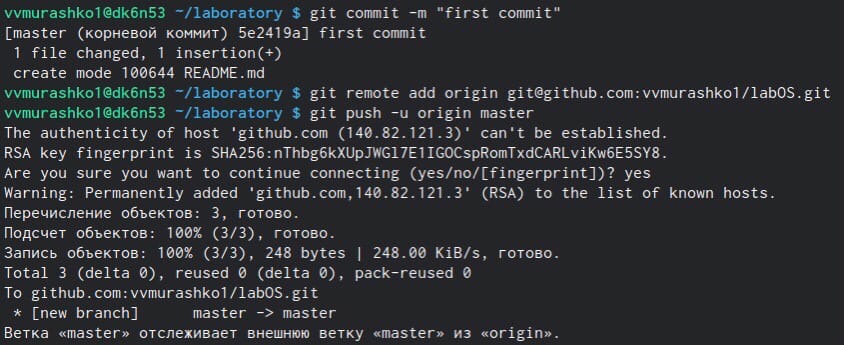 vvmurashko1@dk6n53 ~/laboratory $ git commit -m "first commit"
[master (корневой коммит) 5e2419a] first commit
 1 file changed, 1 insertion(+)
 create mode 100644 README.md
vvmurashko1@dk6n53 ~/laboratory $ git remote add origin git@github.com:vvmurashko1/labOS.git
vvmurashko1@dk6n53 ~/laboratory $ git push -u origin master
The authenticity of host 'github.com (140.82.121.3)' can't be established.
RSA key fingerprint is SHA256:nThbg6kXUpJWGl7E1IGOCspRomTxdCARLviKw6E5SY8.
Are you sure you want to continue connecting (yes/no/[fingerprint])? yes
Warning: Permanently added 'github.com,140.82.121.3' (RSA) to the list of known hosts.
Перечисление объектов: 3, готово.
Подсчет объектов: 100% (3/3), готово.
Запись объектов: 100% (3/3), 248 bytes | 248.00 KiB/s, готово.
Total 3 (delta 0), reused 0 (delta 0), pack-reused 0
To github.com:vvmurashko1/labOS.git
 * [new branch]      master -> master
Ветка «master» отслеживает внешнюю ветку «master» из «origin».